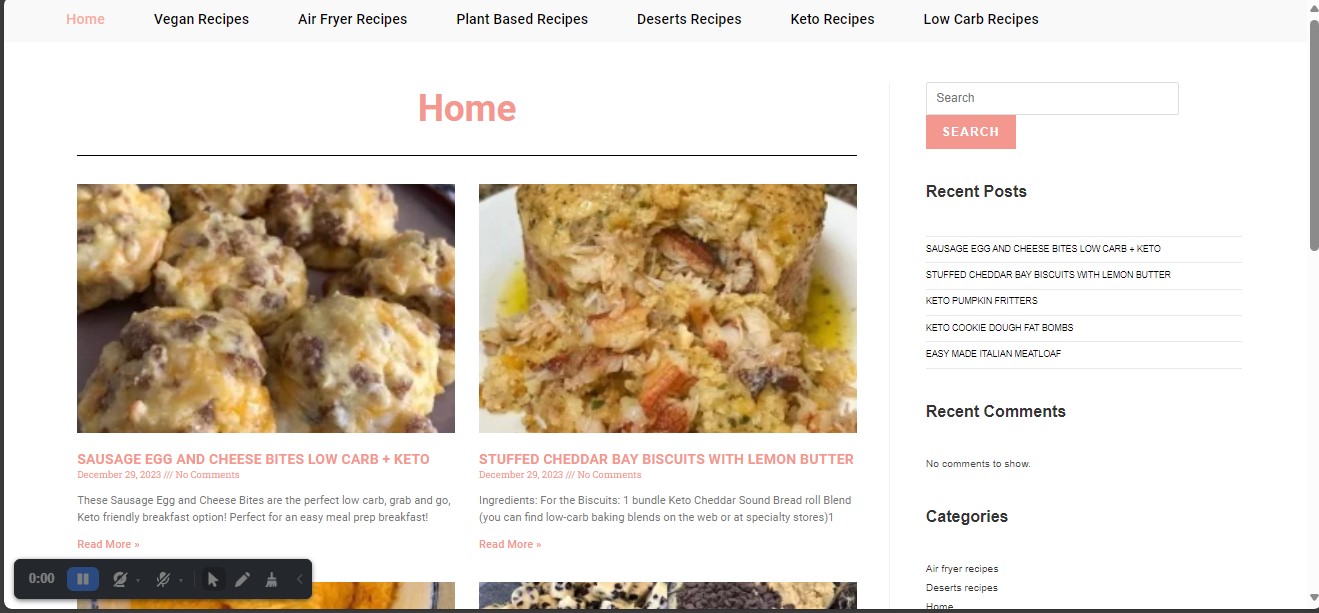 Home Vegan Recipes Air Fryer Recipes Plant Based Recipes Deserts Recipes Keto Recipes Low Carb Recipes
Home
SAUSAGE EGG AND CHEESE BITES LOW CARB + KETO
December 29, 2023 /// No Comments
These Sausage Egg and Cheese Bites are the perfect low carb, grab and go,
Keto friendly breakfast option! Perfect for an easy meal prep breakfast!
Read More »
STUFFED CHEDDAR BAY BISCUITS WITH LEMON BUTTER
December 29, 2023 /// No Comments
Ingredients: For the Biscuits: 1 bundle Keto Cheddar Sound Bread roll Blend
(you can find low-carb baking blends on the web or at specialty stores)1
Read More »
Search
SEARCH
Recent Posts
SAUSAGE EGG AND CHEESE BITES LOW CARB + KETO
STUFFED CHEDDAR BAY BISCUITS WITH LEMON BUTTER
KETO PUMPKIN FRITTERS
KETO COOKIE DOUGH FAT BOMBS
EASY MADE ITALIAN MEATLOAF
Recent Comments
No comments to show.
Categories
Air fryer recipes
Deserts recipes
Home
0:00